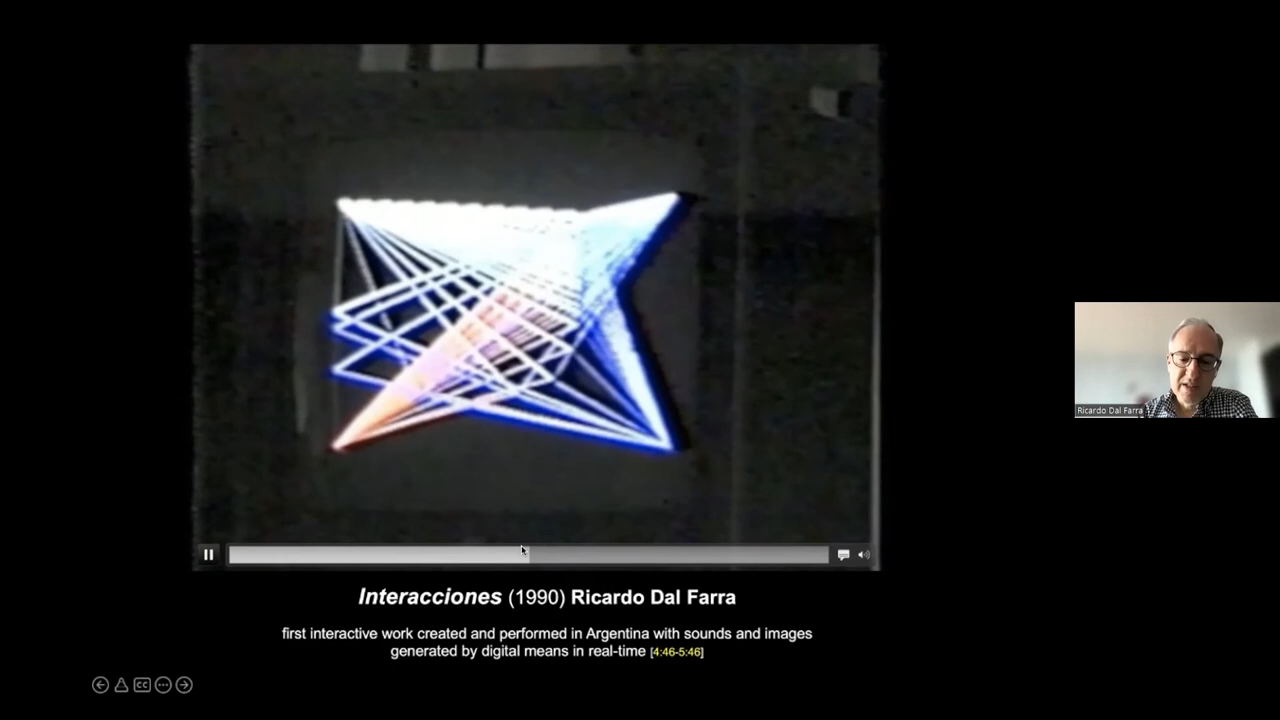 Ricardo Dal Farra
Interacciones (1990) Ricardo Dal Farra
first interactive work created and performed in Argentina with sounds and images
generated by digital means in real-time [4:46-5:46]
CC